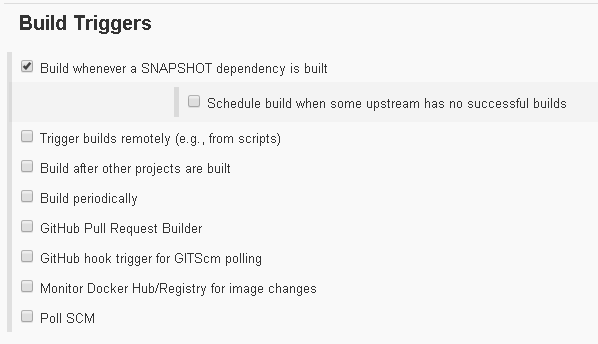 Build Triggers
Build whenever a SNAPSHOT dependency is built
Schedule build when some upstream has no successful builds
Trigger builds remotely (e.g., from scripts)
Build after other projects are built
Build periodically
GitHub Pull Request Builder
GitHub hook trigger for GITScm polling
Monitor Docker Hub/Registry for image changes
Poll SCM